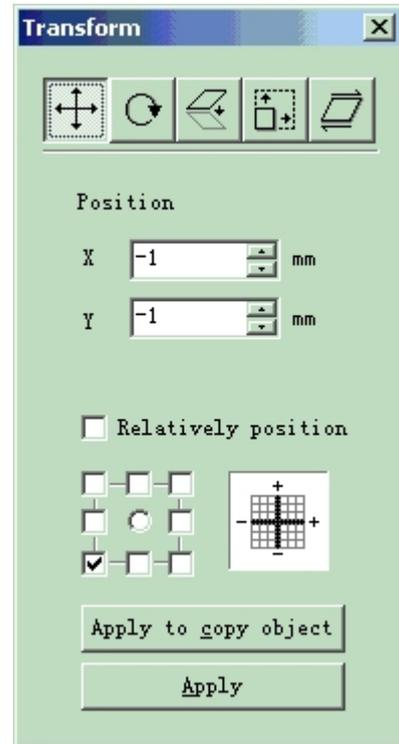 Transform
Position
X -1 mm
Y -1 mm
Relatively position
+
- +
-
Apply to copy object
Apply